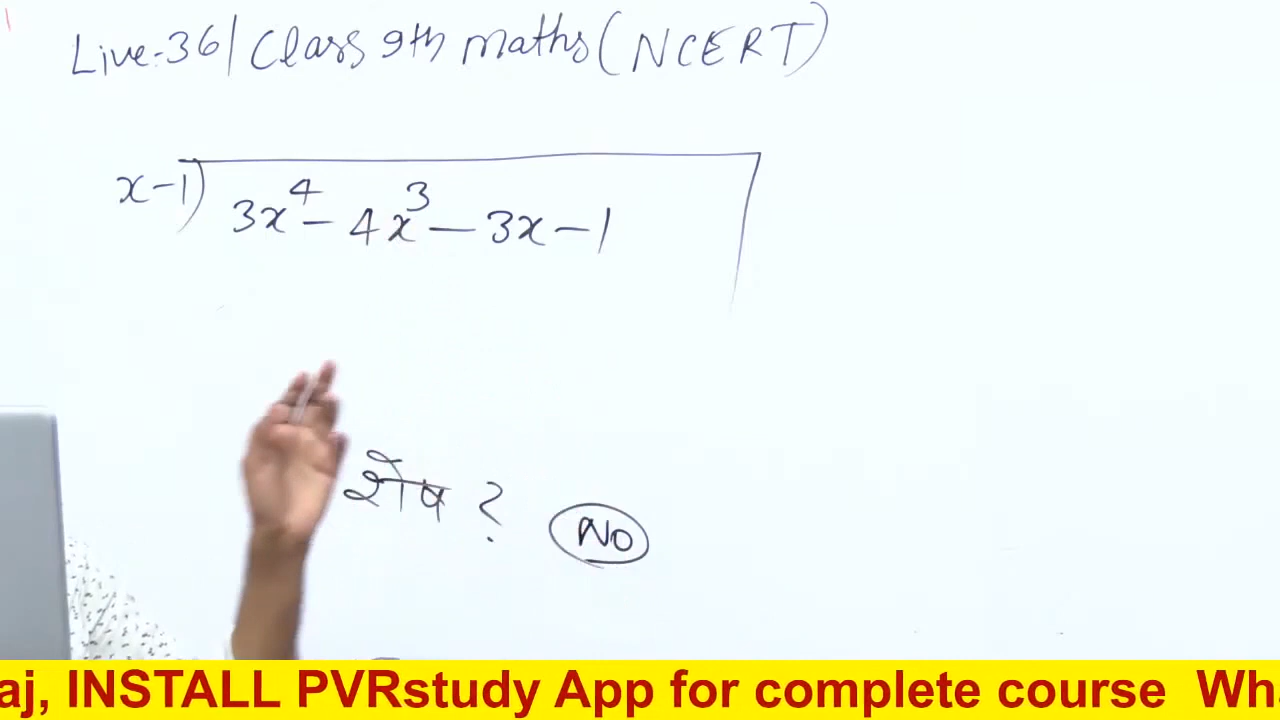 Live-36| Class 9th maths (NCERT)
x-1) 3x⁴ - 4x³ - 3x - 1
शेष ? No
aj, INSTALL PVRstudy App for complete course Wh